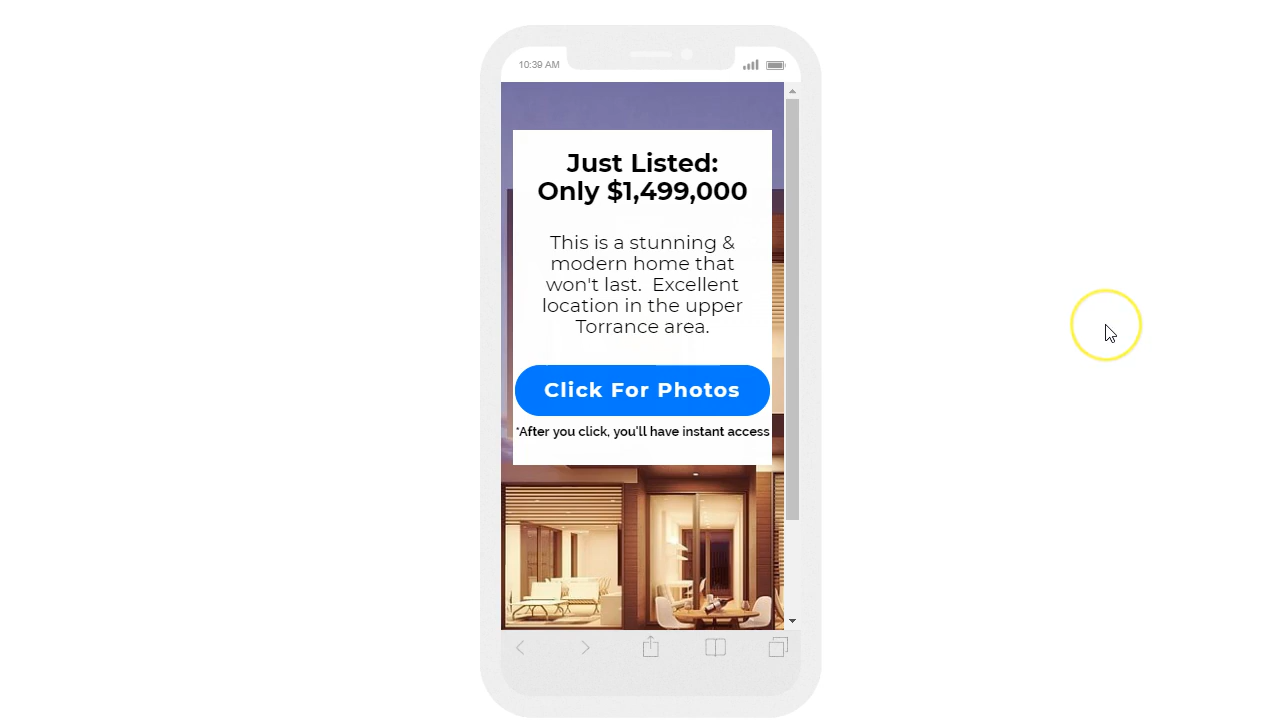 10:39 AM
Just Listed:
Only $1,499,000
This is a stunning &
modern home that
won't last.  Excellent
location in the upper
Torrance area.
Click For Photos
*After you click, you'll have instant access